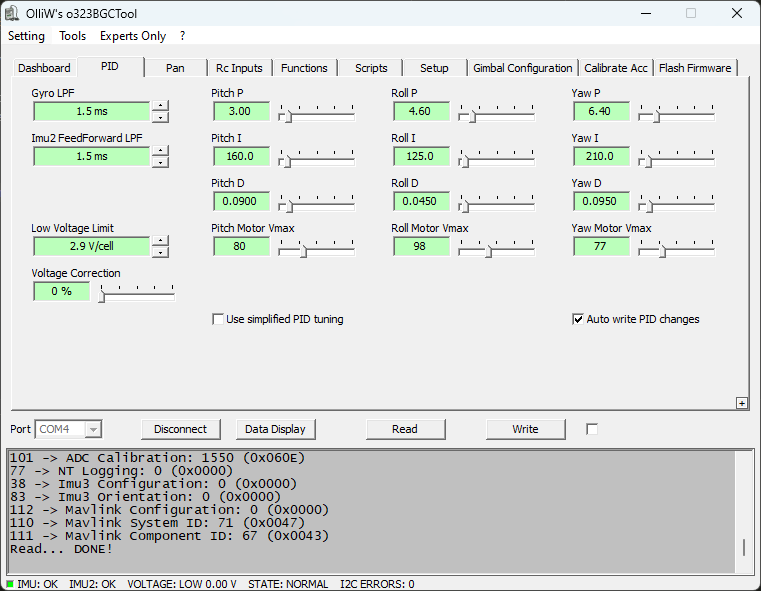 OlliW's o323BGCTool
Setting Tools Experts Only ?
Dashboard PID Pan Rc Inputs Functions Scripts Setup Gimbal Configuration Calibrate Acc Flash Firmware
Gyro LPF Pitch P Roll P Yaw P
1.5 ms 3.00 4.60 6.40
Imu2 FeedForward LPF Pitch I Roll I Yaw I
1.5 ms 160.0 125.0 210.0
Pitch D Roll D Yaw D
0.0900 0.0450 0.0950
Low Voltage Limit Pitch Motor Vmax Roll Motor Vmax Yaw Motor Vmax
2.9 V/cell 80 98 77
Voltage Correction
0 %
Use simplified PID tuning Auto write PID changes
+
Port COM4 Disconnect Data Display Read Write
101 -> ADC Calibration: 1550 (0x060E)
77 -> NT Logging: 0 (0x0000)
38 -> Imu3 Configuration: 0 (0x0000)
83 -> Imu3 Orientation: 0 (0x0000)
112 -> Mavlink Configuration: 0 (0x0000)
110 -> Mavlink System ID: 71 (0x0047)
111 -> Mavlink Component ID: 67 (0x0043)
Read... DONE!
IMU: OK IMU2: OK VOLTAGE: LOW 0.00 V STATE: NORMAL I2C ERRORS: 0